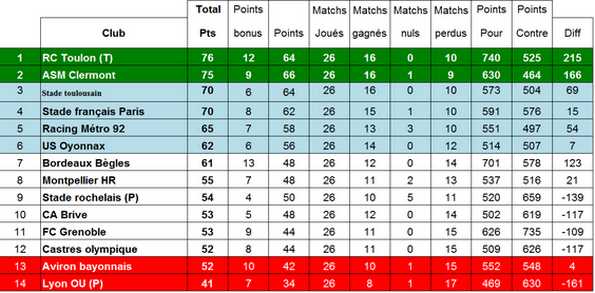 Total Points Matchs Matchs Matchs Matchs Points Points
Club Pts bonus Points Joués gagnés nuls perdus Pour Contre Diff
1 RC Toulon (T) 76 12 64 26 16 0 10 740 525 215
2 ASM Clermont 75 9 66 26 16 1 9 630 464 166
3 Stade toulousain 70 6 64 26 16 0 10 573 504 69
4 Stade français Paris 70 8 62 26 15 1 10 591 576 15
5 Racing Métro 92 65 7 58 26 13 3 10 551 497 54
6 US Oyonnax 62 6 56 26 14 0 12 514 507 7
7 Bordeaux Bègles 61 13 48 26 12 0 14 701 578 123
8 Montpellier HR 55 7 48 26 11 2 13 537 516 21
9 Stade rochelais (P) 54 4 50 26 10 5 11 520 659 -139
10 CA Brive 53 5 48 26 12 0 14 502 619 -117
11 FC Grenoble 53 9 44 26 11 0 15 626 735 -109
12 Castres olympique 52 8 44 26 11 0 15 509 626 -117
13 Aviron bayonnais 52 10 42 26 10 1 15 552 548 4
14 Lyon OU (P) 41 7 34 26 8 1 17 469 630 -161